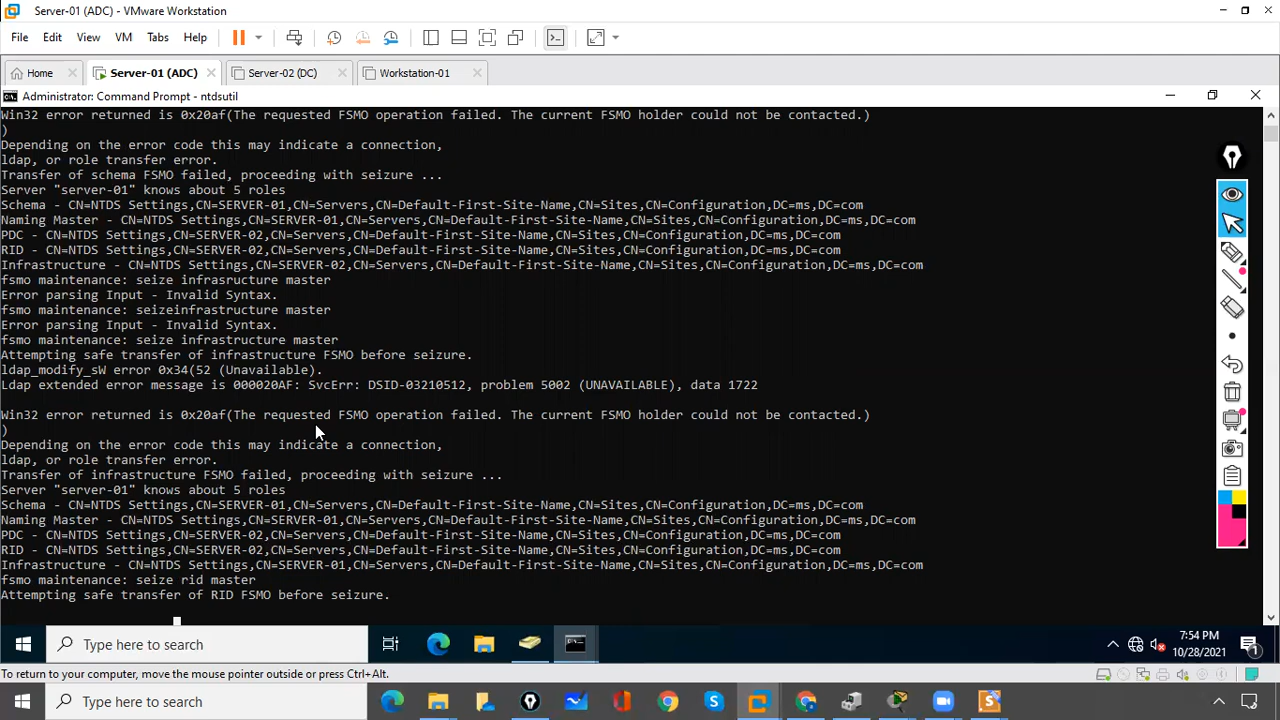 Server-01 (ADC) - VMware Workstation
File Edit View VM Tabs Help
Home Server-01 (ADC) Server-02 (DC) Workstation-01
Administrator: Command Prompt - ntdsutil
Win32 error returned is 0x20af(The requested FSMO operation failed. The current FSMO holder could not be contacted.)
)
Depending on the error code this may indicate a connection,
ldap, or role transfer error.
Transfer of schema FSMO failed, proceeding with seizure ...
Server "server-01" knows about 5 roles
Schema - CN=NTDS Settings,CN=SERVER-01,CN=Servers,CN=Default-First-Site-Name,CN=Sites,CN=Configuration,DC=ms,DC=com
Naming Master - CN=NTDS Settings,CN=SERVER-01,CN=Servers,CN=Default-First-Site-Name,CN=Sites,CN=Configuration,DC=ms,DC=com
PDC - CN=NTDS Settings,CN=SERVER-02,CN=Servers,CN=Default-First-Site-Name,CN=Sites,CN=Configuration,DC=ms,DC=com
RID - CN=NTDS Settings,CN=SERVER-02,CN=Servers,CN=Default-First-Site-Name,CN=Sites,CN=Configuration,DC=ms,DC=com
Infrastructure - CN=NTDS Settings,CN=SERVER-02,CN=Servers,CN=Default-First-Site-Name,CN=Sites,CN=Configuration,DC=ms,DC=com
fsmo maintenance: seize infrasructure master
Error parsing Input - Invalid Syntax.
fsmo maintenance: seizeinfrastructure master
Error parsing Input - Invalid Syntax.
fsmo maintenance: seize infrastructure master
Attempting safe transfer of infrastructure FSMO before seizure.
ldap_modify_sW error 0x34(52 (Unavailable).
Ldap extended error message is 000020AF: SvcErr: DSID-03210512, problem 5002 (UNAVAILABLE), data 1722
Win32 error returned is 0x20af(The requested FSMO operation failed. The current FSMO holder could not be contacted.)
)
Depending on the error code this may indicate a connection,
ldap, or role transfer error.
Transfer of infrastructure FSMO failed, proceeding with seizure ...
Server "server-01" knows about 5 roles
Schema - CN=NTDS Settings,CN=SERVER-01,CN=Servers,CN=Default-First-Site-Name,CN=Sites,CN=Configuration,DC=ms,DC=com
Naming Master - CN=NTDS Settings,CN=SERVER-01,CN=Servers,CN=Default-First-Site-Name,CN=Sites,CN=Configuration,DC=ms,DC=com
PDC - CN=NTDS Settings,CN=SERVER-02,CN=Servers,CN=Default-First-Site-Name,CN=Sites,CN=Configuration,DC=ms,DC=com
RID - CN=NTDS Settings,CN=SERVER-02,CN=Servers,CN=Default-First-Site-Name,CN=Sites,CN=Configuration,DC=ms,DC=com
Infrastructure - CN=NTDS Settings,CN=SERVER-01,CN=Servers,CN=Default-First-Site-Name,CN=Sites,CN=Configuration,DC=ms,DC=com
fsmo maintenance: seize rid master
Attempting safe transfer of RID FSMO before seizure.
Type here to search
7:54 PM
10/28/2021
1
To return to your computer, move the mouse pointer outside or press Ctrl+Alt.
Type here to search